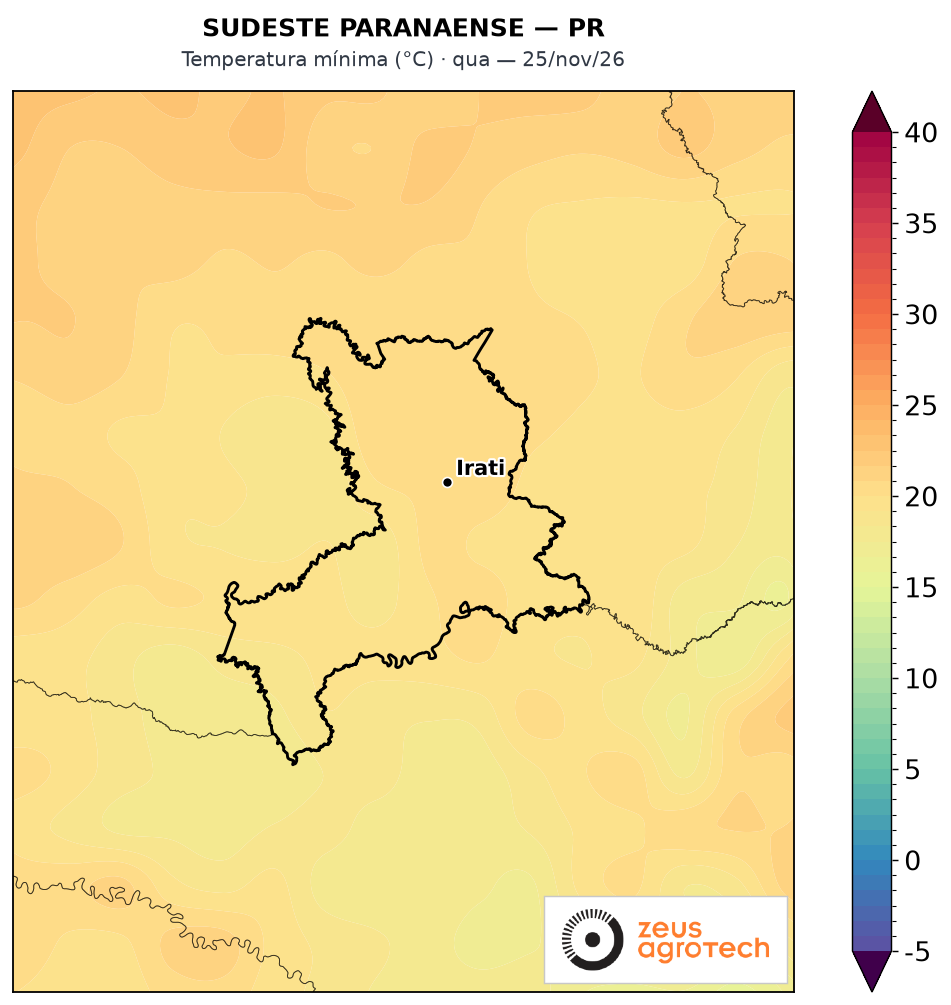 SUDESTE PARANAENSE — PR
Temperatura mínima (°C) · qua — 25/nov/26
40
35
30
25
20
15
10
5
0
-5
Irati
zeus
agrotech